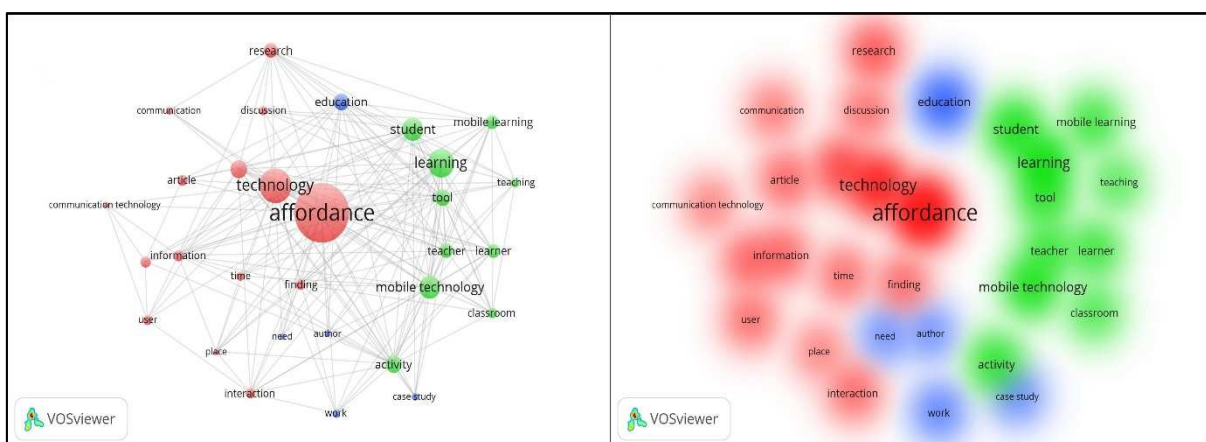 research
education
communication
discussion
student
mobile learning
learning
teaching
article
technology
tool
communication technology
affordance
information
teacher
learner
time
finding
mobile technology
user
classroom
need
author
place
activity
interaction
case study
work
VOSviewer
research
education
communication
discussion
student
mobile learning
learning
article
technology
teaching
tool
communication technology
affordance
information
teacher
learner
time
finding
mobile technology
user
classroom
need
author
place
activity
interaction
case study
work
VOSviewer